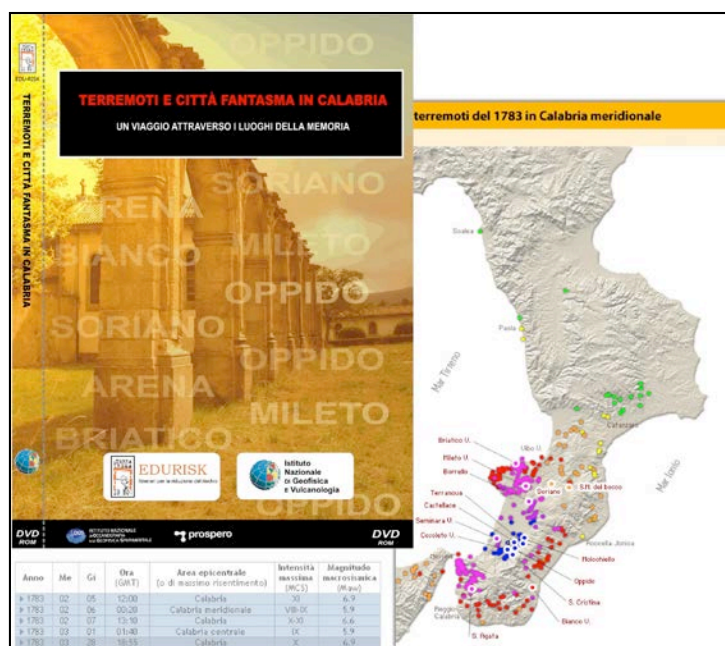 EDU-RISK
TERREMOTI E CITTÀ FANTASMA IN CALABRIA
DVD
ROM
OPPIDO
TERREMOTI E CITTÀ FANTASMA IN CALABRIA
UN VIAGGIO ATTRAVERSO I LUOGHI DELLA MEMORIA
SORIANO
ARENA
BIANCO
MILETO
OPPIDO
SORIANO
OPPIDO
ARENA
MILETO
BRIATICO
EDURISK
Istituto
Nazionale
di Geofisica
e Vulcanologia
OPPIDO
ISTITUTO NAZIONALE
prospero
DVD
ROM
terremoti del 1783 in Calabria meridionale
Scalea
Paola
Mar Tirreno
Catanzaro
Mar Ionio
Briatico U.
Vibo V.
Mileto U.
Borrello
Soriano
S.N. del bosco
Terranova
Castellace
Seminara U.
Cosoleto U.
Roccella Jonica
Molochiello
Oppido
Reggio
Calabria
S. Cristina
Bianco U.
S. Agata
Anno Me Gi Ora (GMT) Area epicentrale (o di massimo risentimento) Intensità massima (MCS) Magnitudo macrosismica (Maw)
1783 02 05 12:00 Calabria XI 6.9
1783 02 06 00:20 Calabria meridionale VIII-IX 5.9
1783 02 07 13:10 Calabria X-XI 6.6
1783 03 01 01:40 Calabria centrale IX 5.9
1783 03 28 18:55 Calabria X 6.9